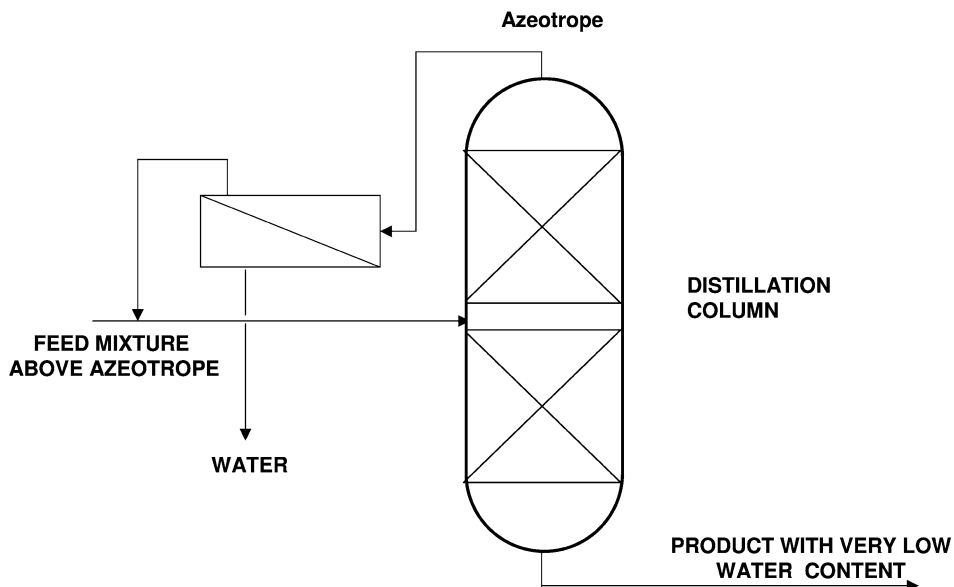 Azeotrope
DISTILLATION
COLUMN
FEED MIXTURE
ABOVE AZEOTROPE
WATER
PRODUCT WITH VERY LOW
WATER CONTENT